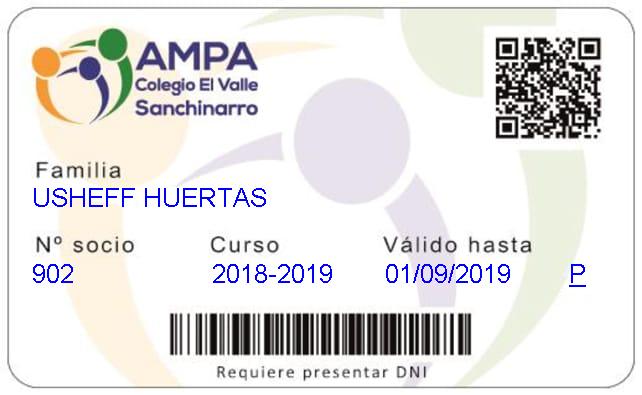 AMPA
Colegio El Valle
Sanchinarro
Familia
USHEFF HUERTAS
Nº socio Curso Válido hasta
902 2018-2019 01/09/2019 P
Requiere presentar DNI